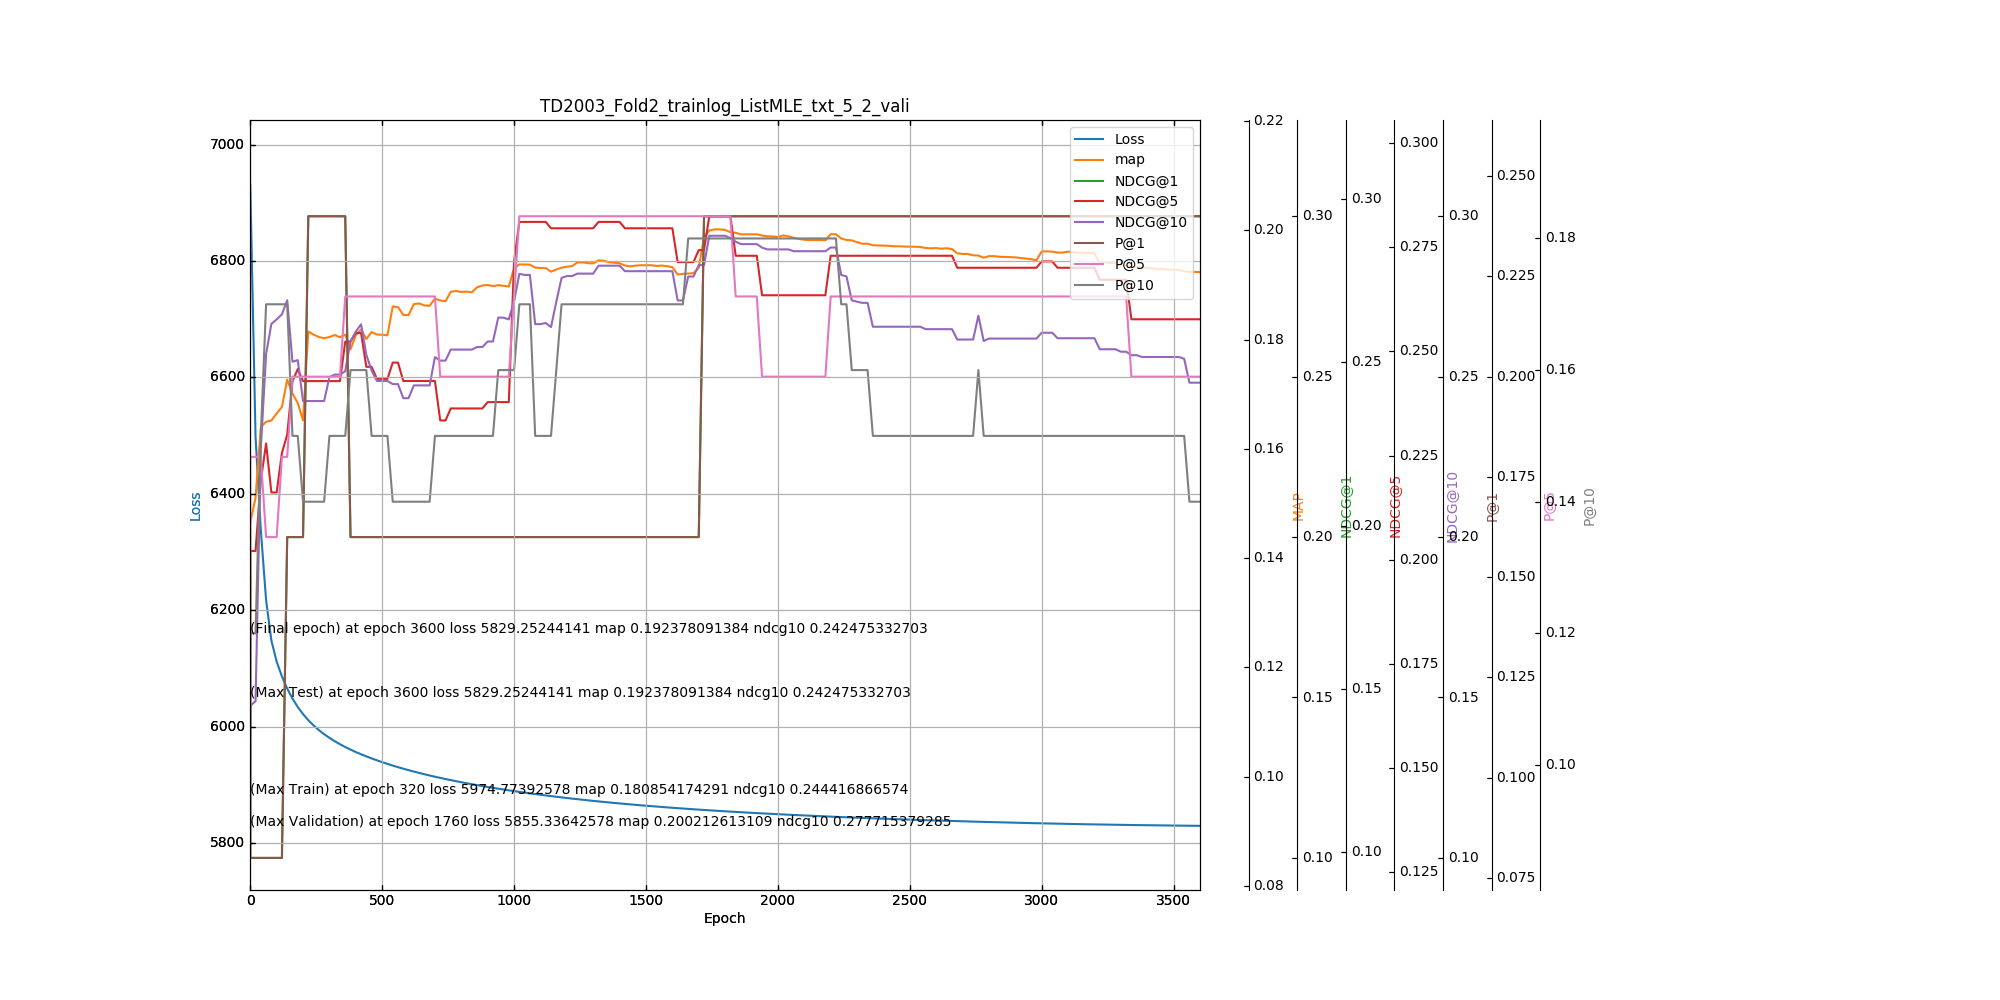 TD2003_Fold2_trainlog_ListMLE_txt_5_2_vali
Loss
7000
6800
6600
6400
6200
6000
5800
Loss
map
NDCG@1
NDCG@5
NDCG@10
P@1
P@5
P@10
(Final epoch) at epoch 3600 loss 5829.25244141 map 0.192378091384 ndcg10 0.242475332703
(Max Test) at epoch 3600 loss 5829.25244141 map 0.192378091384 ndcg10 0.242475332703
(Max Train) at epoch 320 loss 5974.77392578 map 0.180854174291 ndcg10 0.244416866574
(Max Validation) at epoch 1760 loss 5855.33642578 map 0.200212613109 ndcg10 0.277715379285
0 500 1000 1500 2000 2500 3000 3500
Epoch
0.22
0.20
0.18
0.16
0.14
0.12
0.10
0.08
MAP
0.30
0.25
0.20
0.15
0.10
NDCG@1
0.30
0.25
0.20
0.15
0.10
NDCG@5
0.300
0.275
0.250
0.225
0.200
0.175
0.150
0.125
NDCG@10
0.30
0.25
0.20
0.15
0.10
P@1
0.250
0.225
0.200
0.175
0.150
0.125
0.100
0.075
P@5
0.18
0.16
0.14
0.12
0.10
P@10